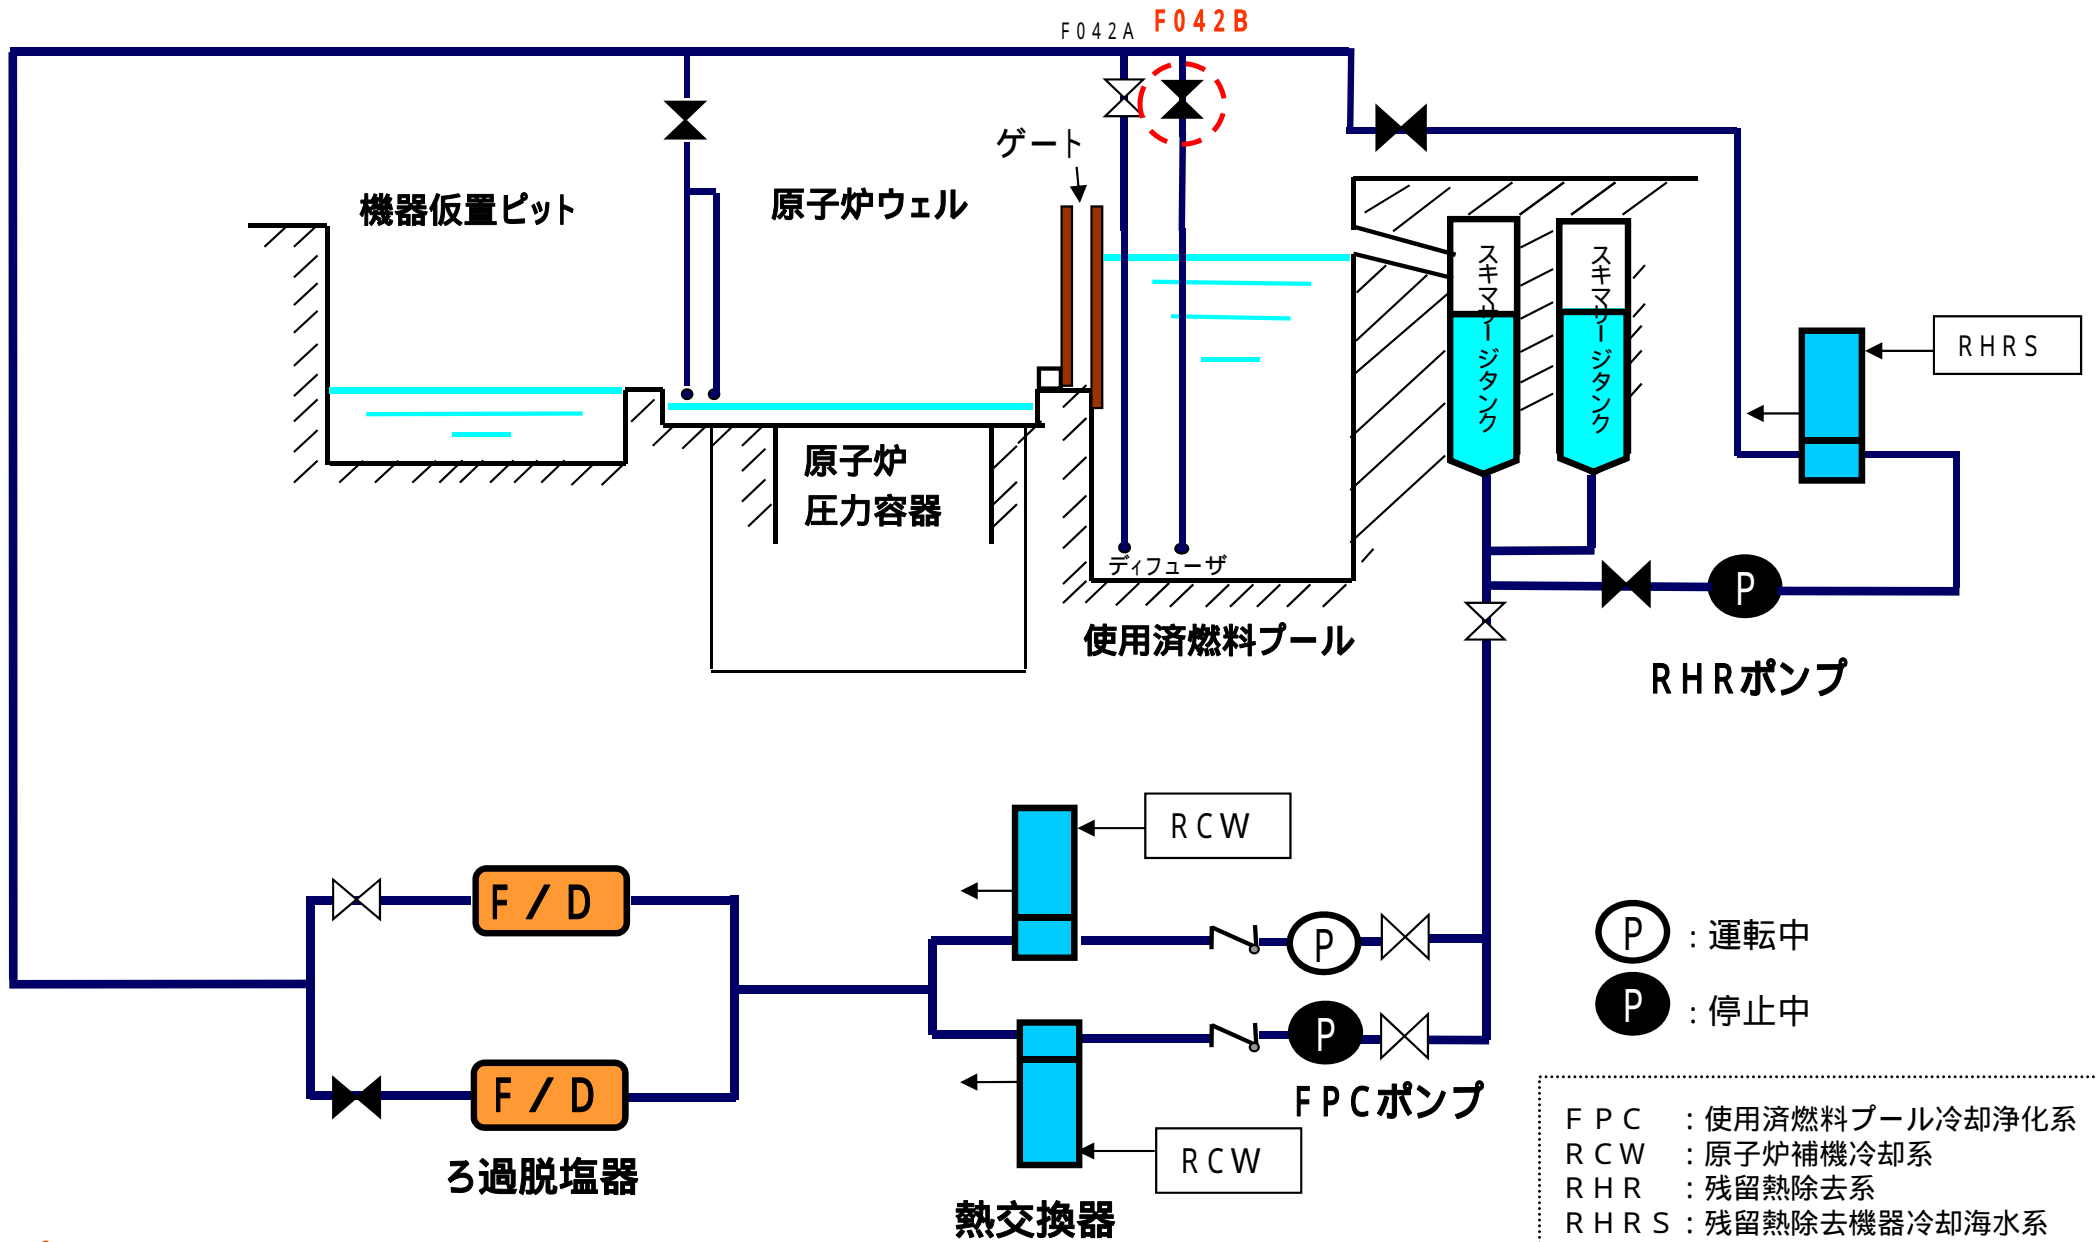 Ｆ０４２Ａ
Ｆ０４２Ｂ
ゲート
機器仮置ピット
原子炉ウェル
スキマサージタンク
スキマサージタンク
ＲＨＲＳ
原子炉
圧力容器
ディフューザ
Ｐ
使用済燃料プール
ＲＨＲポンプ
ＲＣＷ
Ｆ／Ｄ
Ｐ
Ｐ：運転中
Ｐ：停止中
Ｐ
Ｆ／Ｄ
ＦＰＣポンプ
ＲＣＷ
ろ過脱塩器
熱交換器
ＦＰＣ ：使用済燃料プール冷却浄化系
ＲＣＷ ：原子炉補機冷却系
ＲＨＲ ：残留熱除去系
ＲＨＲＳ：残留熱除去機器冷却海水系